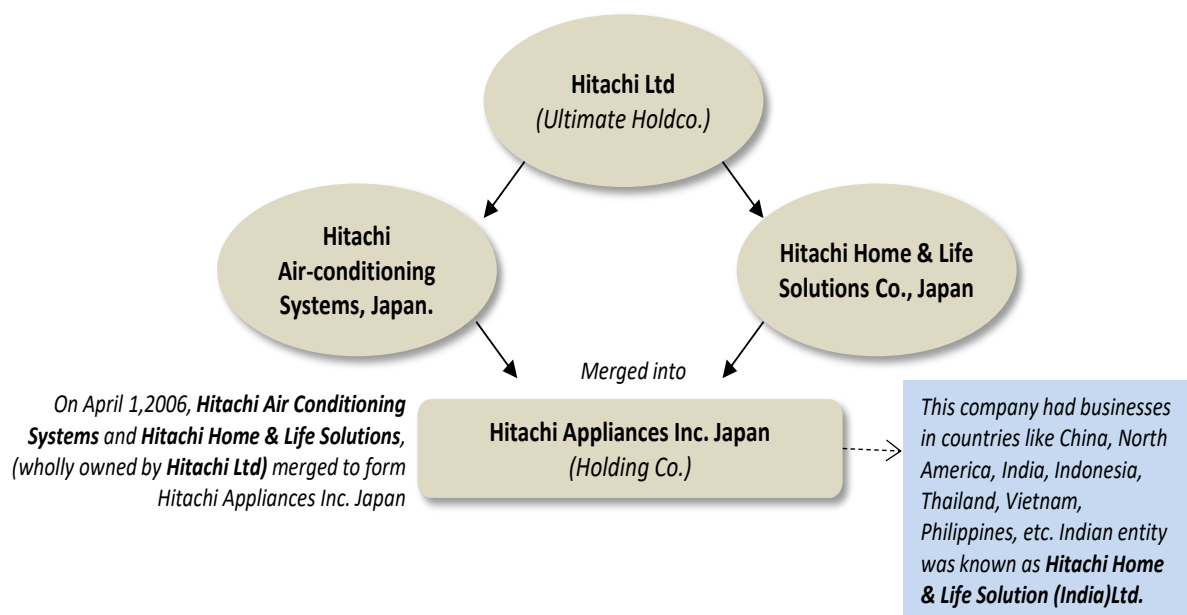 Hitachi Ltd
(Ultimate Holdco.)
Hitachi
Air-conditioning
Systems, Japan.
Hitachi Home & Life
Solutions Co., Japan
Merged into
On April 1,2006, Hitachi Air Conditioning
Systems and Hitachi Home & Life Solutions,
(wholly owned by Hitachi Ltd) merged to form
Hitachi Appliances Inc. Japan
Hitachi Appliances Inc. Japan
(Holding Co.)
This company had businesses
in countries like China, North
America, India, Indonesia,
Thailand, Vietnam,
Philippines, etc. Indian entity
was known as Hitachi Home
& Life Solution (India)Ltd.